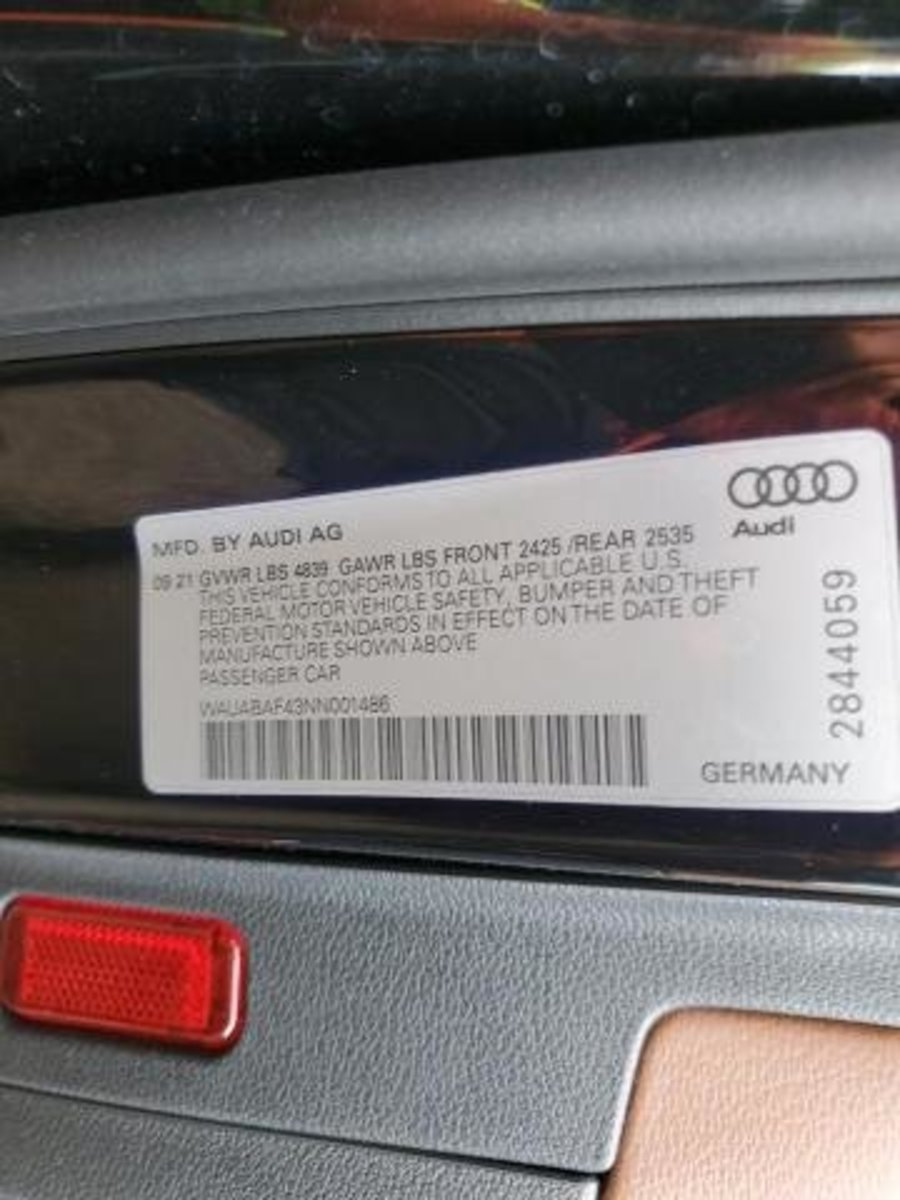 Audi
MFD. BY AUDI AG
09 21 GVWR LBS 4839 GAWR LBS FRONT 2425 /REAR 2535
THIS VEHICLE CONFORMS TO ALL APPLICABLE U.S.
FEDERAL MOTOR VEHICLE SAFETY, BUMPER AND THEFT
PREVENTION STANDARDS IN EFFECT ON THE DATE OF
MANUFACTURE SHOWN ABOVE
PASSENGER CAR
WAUABAF43NN001486
GERMANY
2844059